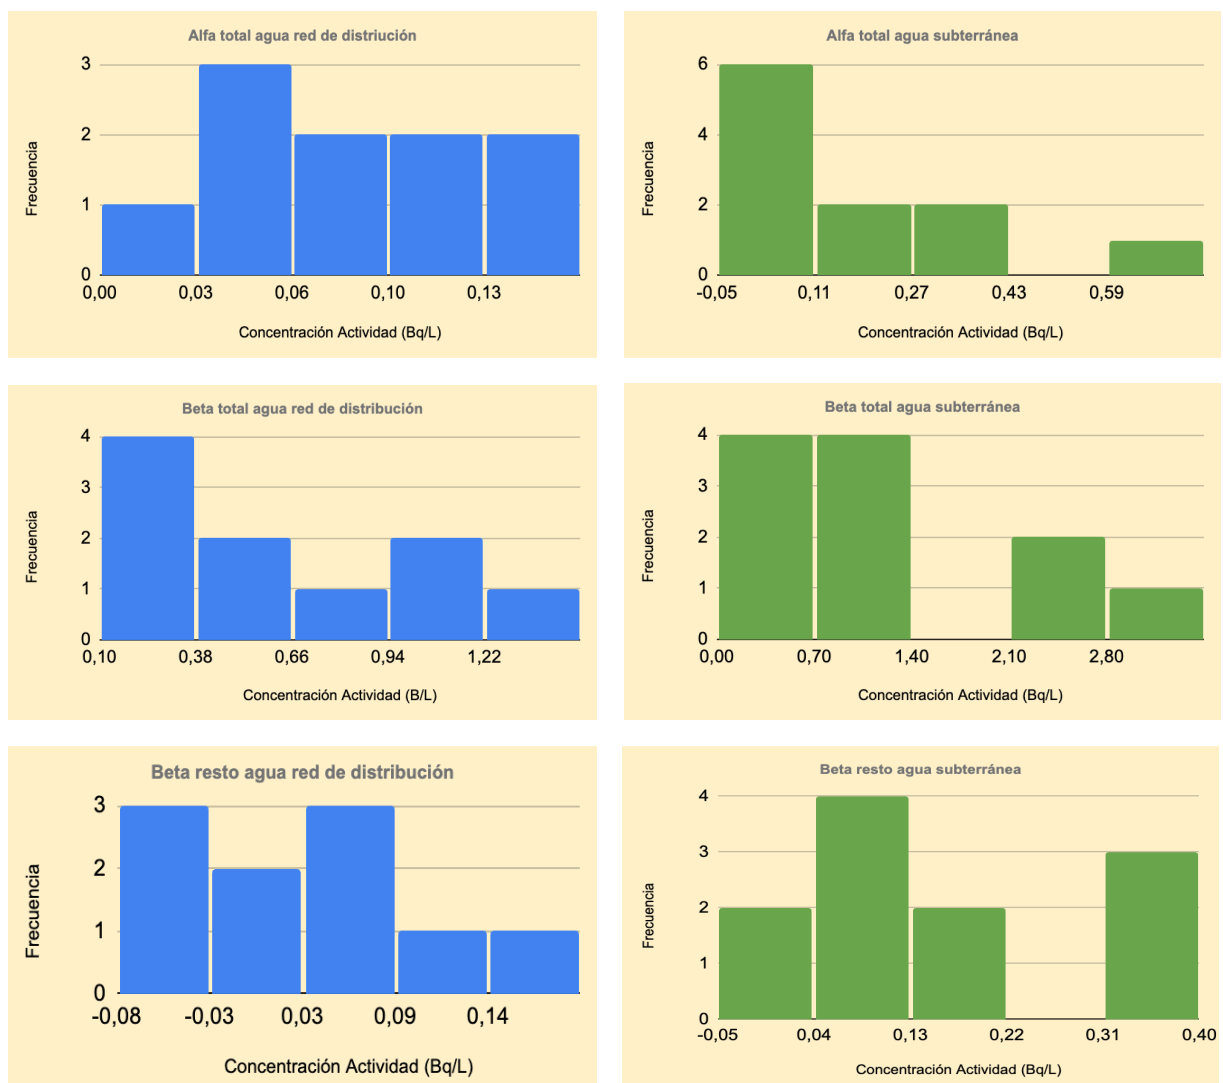 Alfa total agua red de distriución
3
2
1
0
0,00 0,03 0,06 0,10 0,13
Frecuencia
Concentración Actividad (Bq/L)
Alfa total agua subterránea
6
4
2
0
-0,05 0,11 0,27 0,43 0,59
Frecuencia
Concentración Actividad (Bq/L)
Beta total agua red de distribución
4
3
2
1
0
0,10 0,38 0,66 0,94 1,22
Frecuencia
Concentración Actividad (B/L)
Beta total agua subterránea
4
3
2
1
0
0,00 0,70 1,40 2,10 2,80
Frecuencia
Concentración Actividad (Bq/L)
Beta resto agua red de distribución
3
2
1
0
-0,08 -0,03 0,03 0,09 0,14
Frecuencia
Concentración Actividad (Bq/L)
Beta resto agua subterránea
4
3
2
1
0
-0,05 0,04 0,13 0,22 0,31 0,40
Frecuencia
Concentración Actividad (Bq/L)